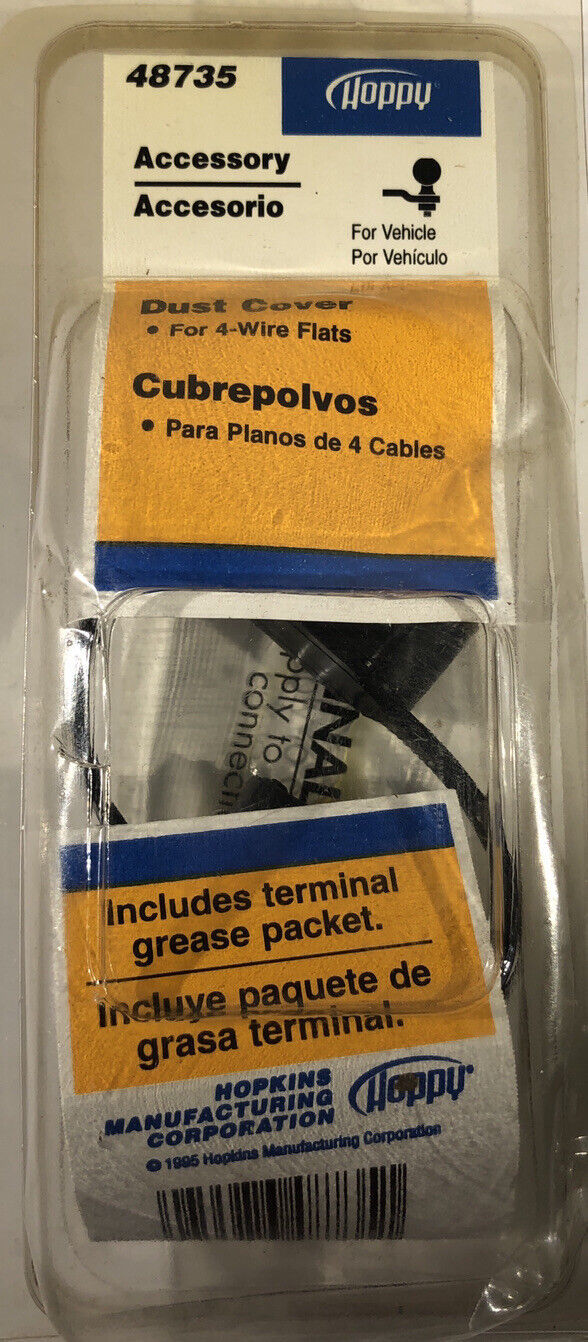 48735
Hoppy
Accessory
Accesorio
For Vehicle
Por Vehículo
Dust Cover
• For 4-Wire Flats
Cubrepolvos
• Para Planos de 4 Cables
to
Includes terminal
grease packet.
Incluye paquete de
grasa terminal.
HOPKINS
MANUFACTURING
CORPORATION
Hoppy
© 1995 Hopkins Manufacturing Corporation